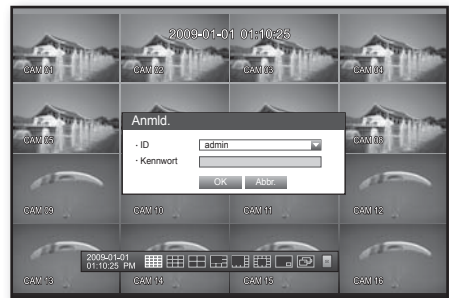 2009-01-01 01:10:25
CAM 01
CAM 02
CAM 03
CAM 04
CAM 05
CAM 08
Anmld.
· ID
admin
· Kennwort
OK
Abbr.
CAM 09
CAM 10
CAM 11
CAM 12
2009-01-01
01:10:25 PM
CAM 13
CAM 14
CAM 15
CAM 16